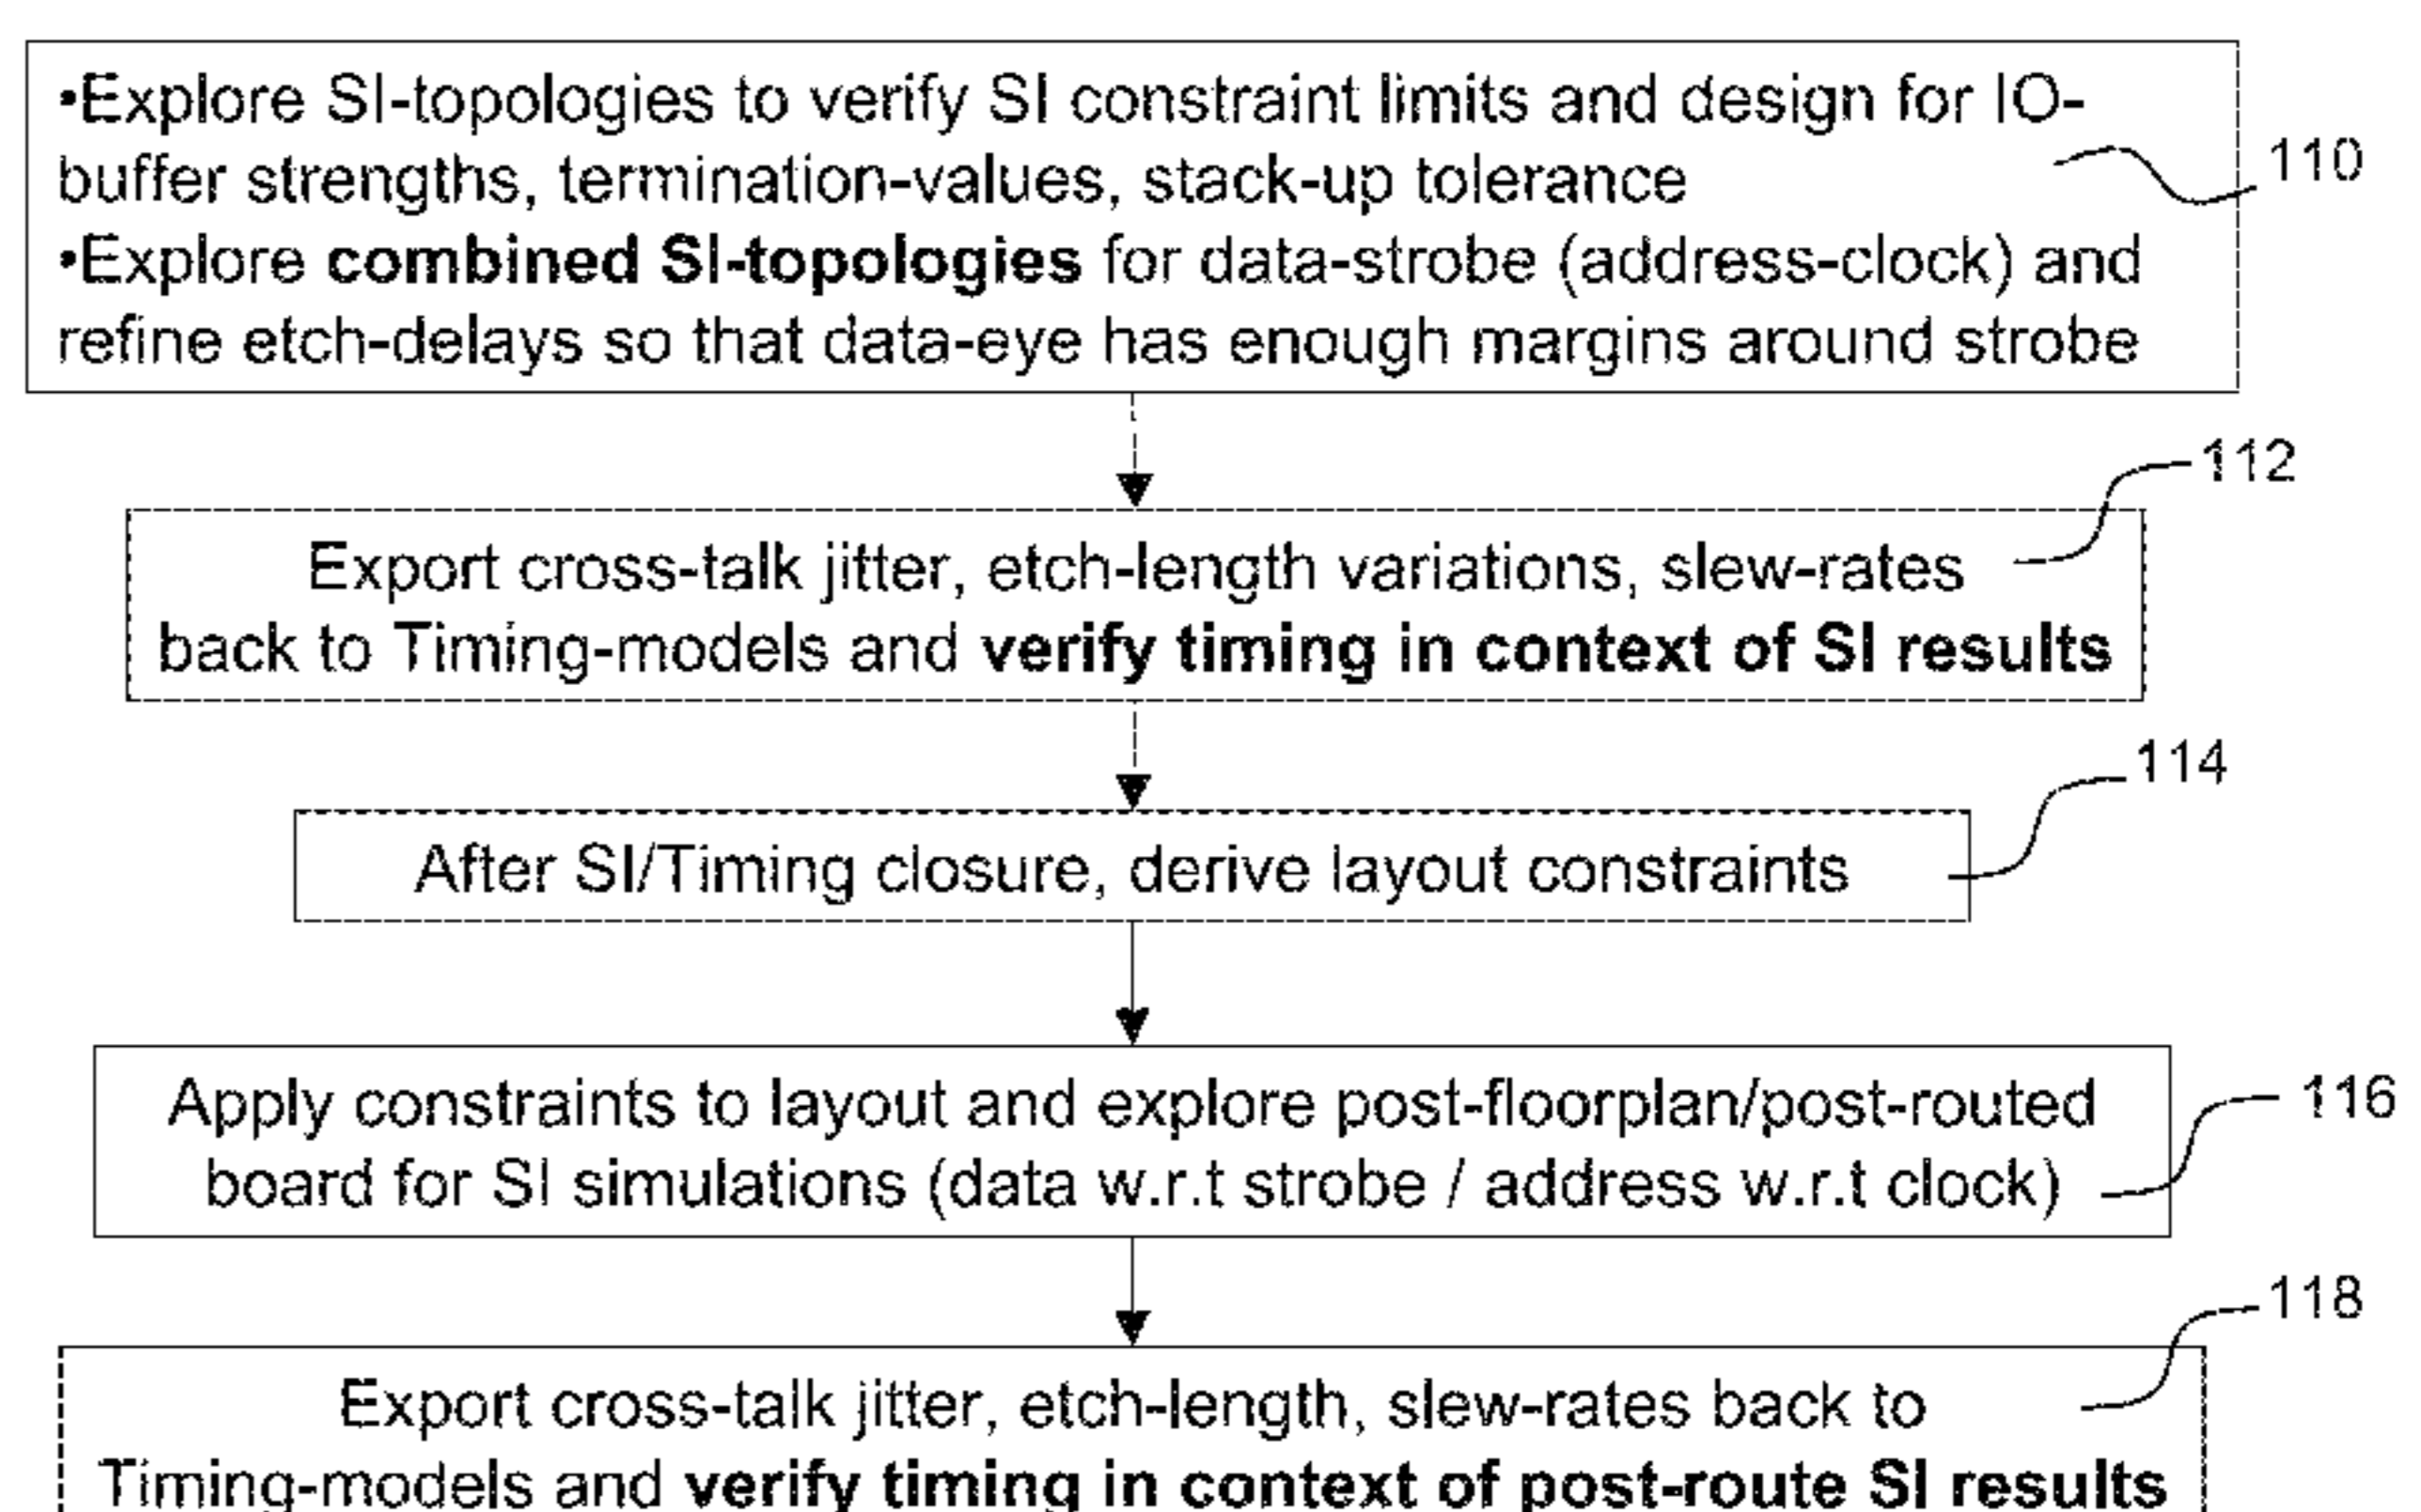 •Explore SI-topologies to verify SI constraint limits and design for IO-
buffer strengths, termination-values, stack-up tolerance
110
•Explore combined SI-topologies for data-strobe (address-clock) and
refine etch-delays so that data-eye has enough margins around strobe
112
Export cross-talk jitter, etch-length variations, slew-rates
back to Timing-models and verify timing in context of SI results
114
After SI/Timing closure, derive layout constraints
116
Apply constraints to layout and explore post-floorplan/post-routed
board for SI simulations (data w.r.t strobe / address w.r.t clock)
118
Export cross-talk jitter, etch-length, slew-rates back to
Timing-models and verify timing in context of post-route SI results